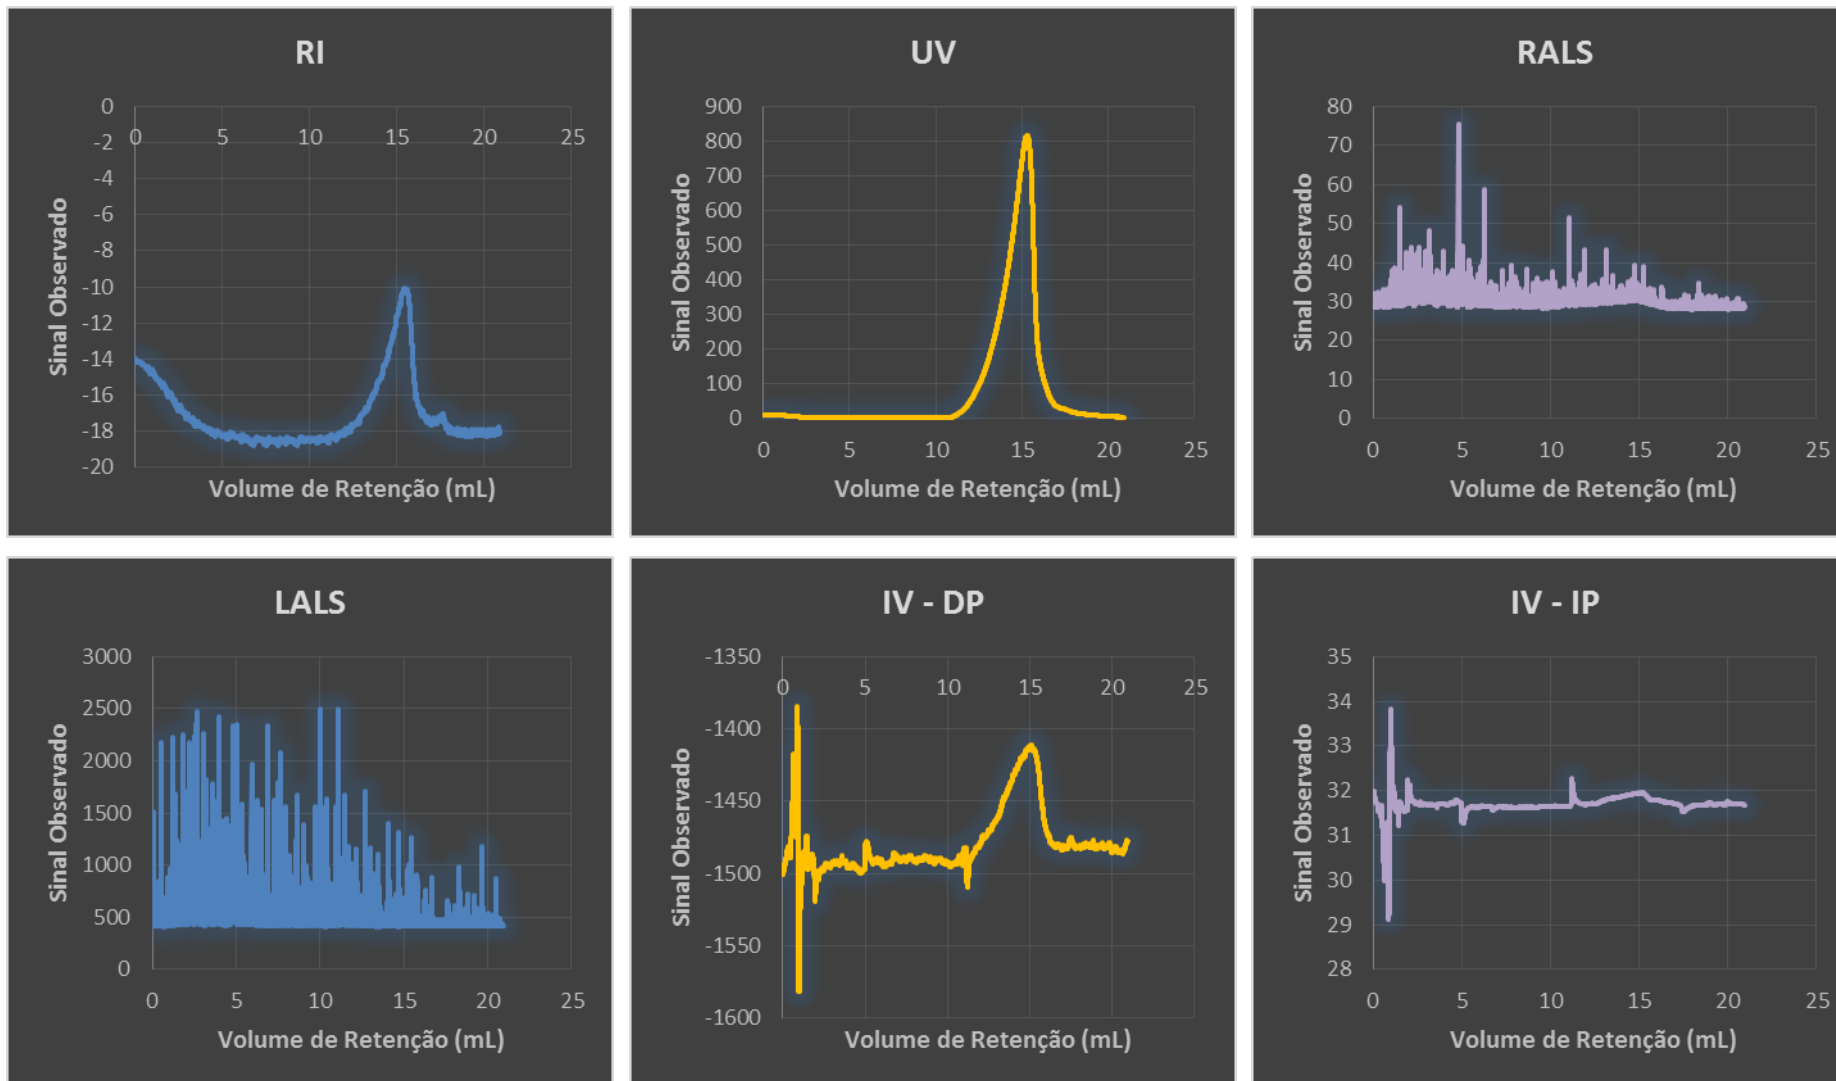 RI
0
-2
-4
-6
-8
-10
-12
-14
-16
-18
-20
0 5 10 15 20 25
Sinal Observado
Volume de Retenção (mL)
UV
900
800
700
600
500
400
300
200
100
0
0 5 10 15 20 25
Sinal Observado
Volume de Retenção (mL)
RALS
80
70
60
50
40
30
20
10
0
0 5 10 15 20 25
Sinal Observado
Volume de Retenção (mL)
LALS
3000
2500
2000
1500
1000
500
0
0 5 10 15 20 25
Sinal Observado
Volume de Retenção (mL)
IV - DP
-1350
-1400
-1450
-1500
-1550
-1600
0 5 10 15 20 25
Sinal Observado
Volume de Retenção (mL)
IV - IP
35
34
33
32
31
30
29
28
0 5 10 15 20 25
Sinal Observado
Volume de Retenção (mL)